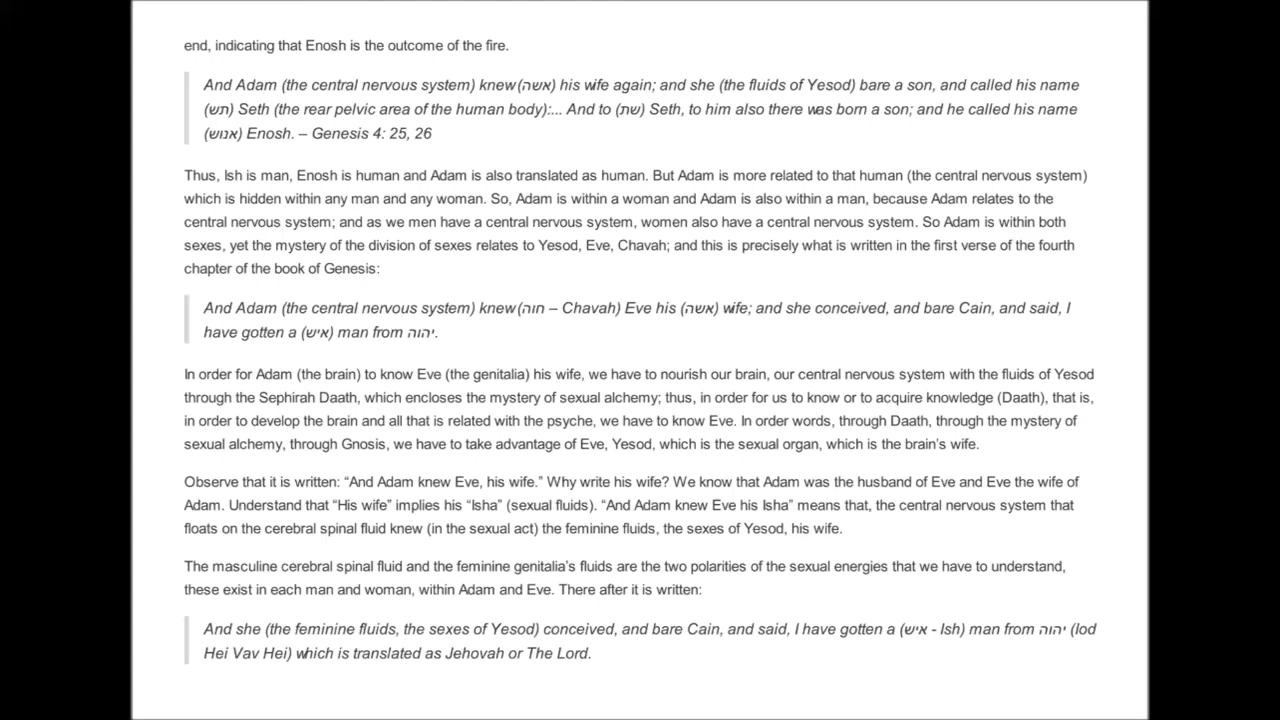 end, indicating that Enosh is the outcome of the fire.
And Adam (the central nervous system) knew(אשה) his wife again; and she (the fluids of Yesod) bare a son, and called his name
(תש) Seth (the rear pelvic area of the human body):... And to (שת) Seth, to him also there was born a son; and he called his name
(אנוש) Enosh. – Genesis 4: 25, 26
Thus, Ish is man, Enosh is human and Adam is also translated as human. But Adam is more related to that human (the central nervous system)
which is hidden within any man and any woman. So, Adam is within a woman and Adam is also within a man, because Adam relates to the
central nervous system; and as we men have a central nervous system, women also have a central nervous system. So Adam is within both
sexes, yet the mystery of the division of sexes relates to Yesod, Eve, Chavah; and this is precisely what is written in the first verse of the fourth
chapter of the book of Genesis:
And Adam (the central nervous system) knew(חוה – Chavah) Eve his (אשה) wife; and she conceived, and bare Cain, and said, I
have gotten a (איש) man from יהוה.
In order for Adam (the brain) to know Eve (the genitalia) his wife, we have to nourish our brain, our central nervous system with the fluids of Yesod
through the Sephirah Daath, which encloses the mystery of sexual alchemy; thus, in order for us to know or to acquire knowledge (Daath), that is,
in order to develop the brain and all that is related with the psyche, we have to know Eve. In order words, through Daath, through the mystery of
sexual alchemy, through Gnosis, we have to take advantage of Eve, Yesod, which is the sexual organ, which is the brain's wife.
Observe that it is written: “And Adam knew Eve, his wife.” Why write his wife? We know that Adam was the husband of Eve and Eve the wife of
Adam. Understand that “His wife” implies his “Isha” (sexual fluids). “And Adam knew Eve his Isha” means that, the central nervous system that
floats on the cerebral spinal fluid knew (in the sexual act) the feminine fluids, the sexes of Yesod, his wife.
The masculine cerebral spinal fluid and the feminine genitalia's fluids are the two polarities of the sexual energies that we have to understand,
these exist in each man and woman, within Adam and Eve. There after it is written:
And she (the feminine fluids, the sexes of Yesod) conceived, and bare Cain, and said, I have gotten a (איש - Ish) man from יהוה (Iod
Hei Vav Hei) which is translated as Jehovah or The Lord.